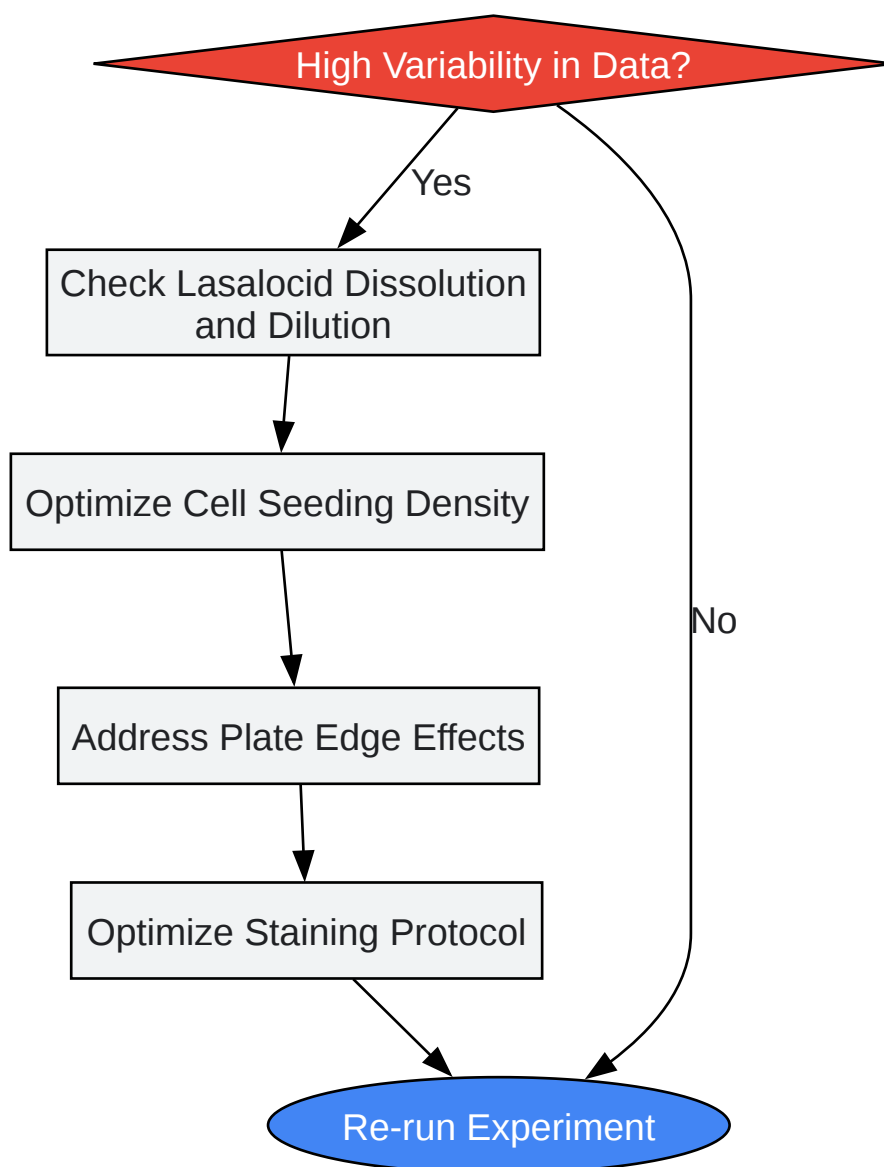 High Variability in Data?
Yes
Check Lasalocid Dissolution
and Dilution
Optimize Cell Seeding Density
No
Address Plate Edge Effects
Optimize Staining Protocol
Re-run Experiment